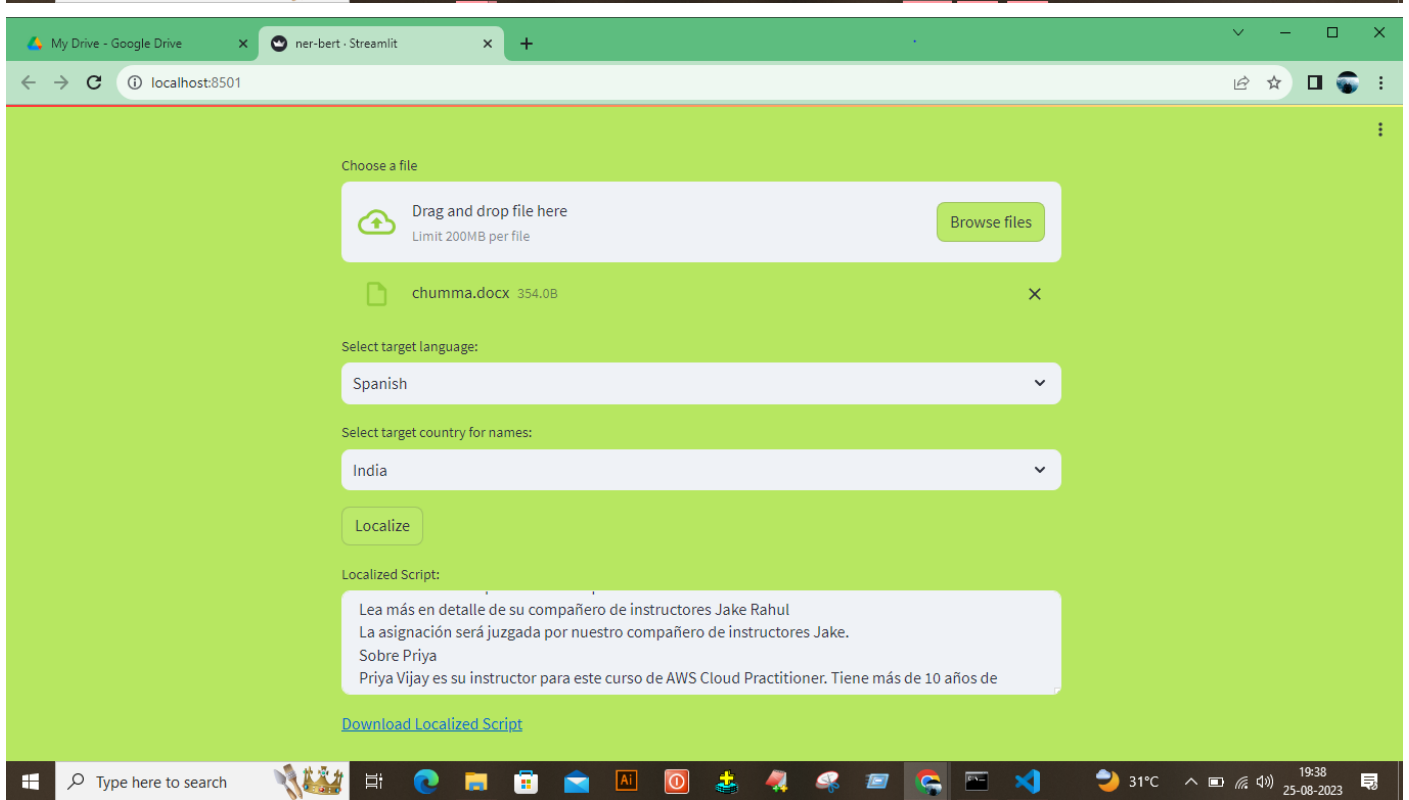 My Drive - Google Drive
ner-bert · Streamlit
localhost:8501
Choose a file
Drag and drop file here
Limit 200MB per file
Browse files
chumma.docx 354.0B
Select target language:
Spanish
Select target country for names:
India
Localize
Localized Script:
Lea más en detalle de su compañero de instructores Jake Rahul
La asignación será juzgada por nuestro compañero de instructores Jake.
Sobre Priya
Priya Vijay es su instructor para este curso de AWS Cloud Practitioner. Tiene más de 10 años de
Download Localized Script
Type here to search
Ai
31°C
19:38
25-08-2023